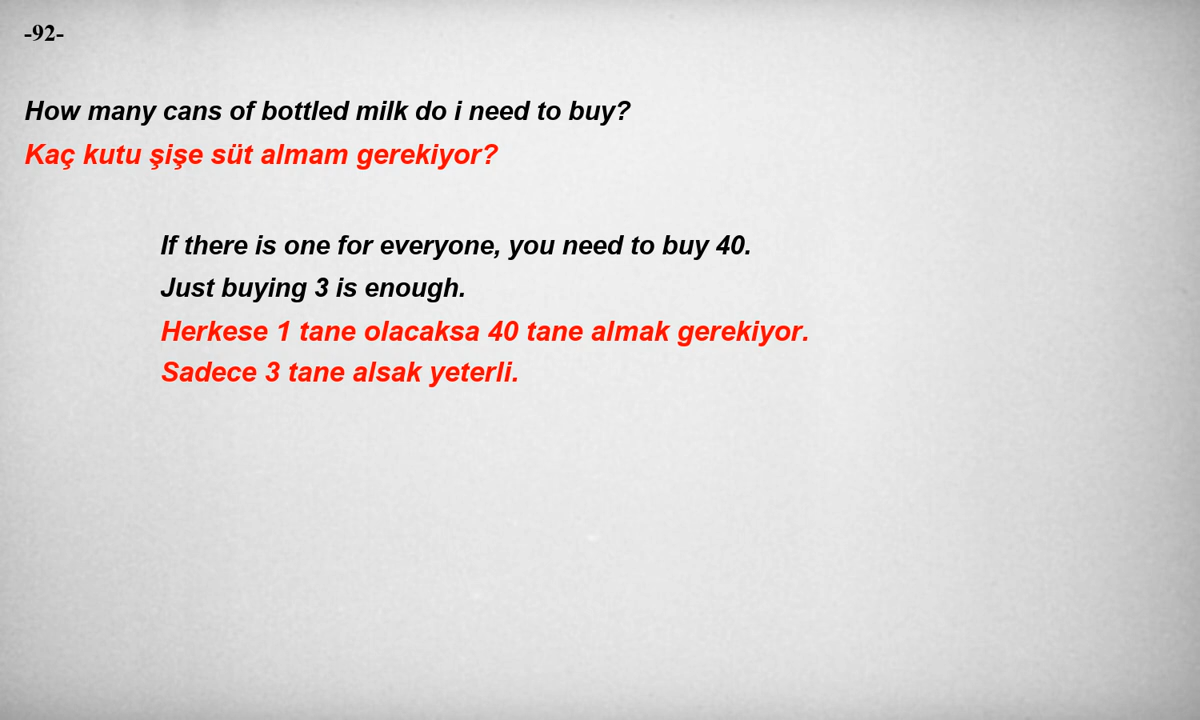 -92-
How many cans of bottled milk do i need to buy?
Kaç kutu şişe süt almam gerekiyor?
If there is one for everyone, you need to buy 40.
Just buying 3 is enough.
Herkese 1 tane olacaksa 40 tane almak gerekiyor.
Sadece 3 tane alsak yeterli.